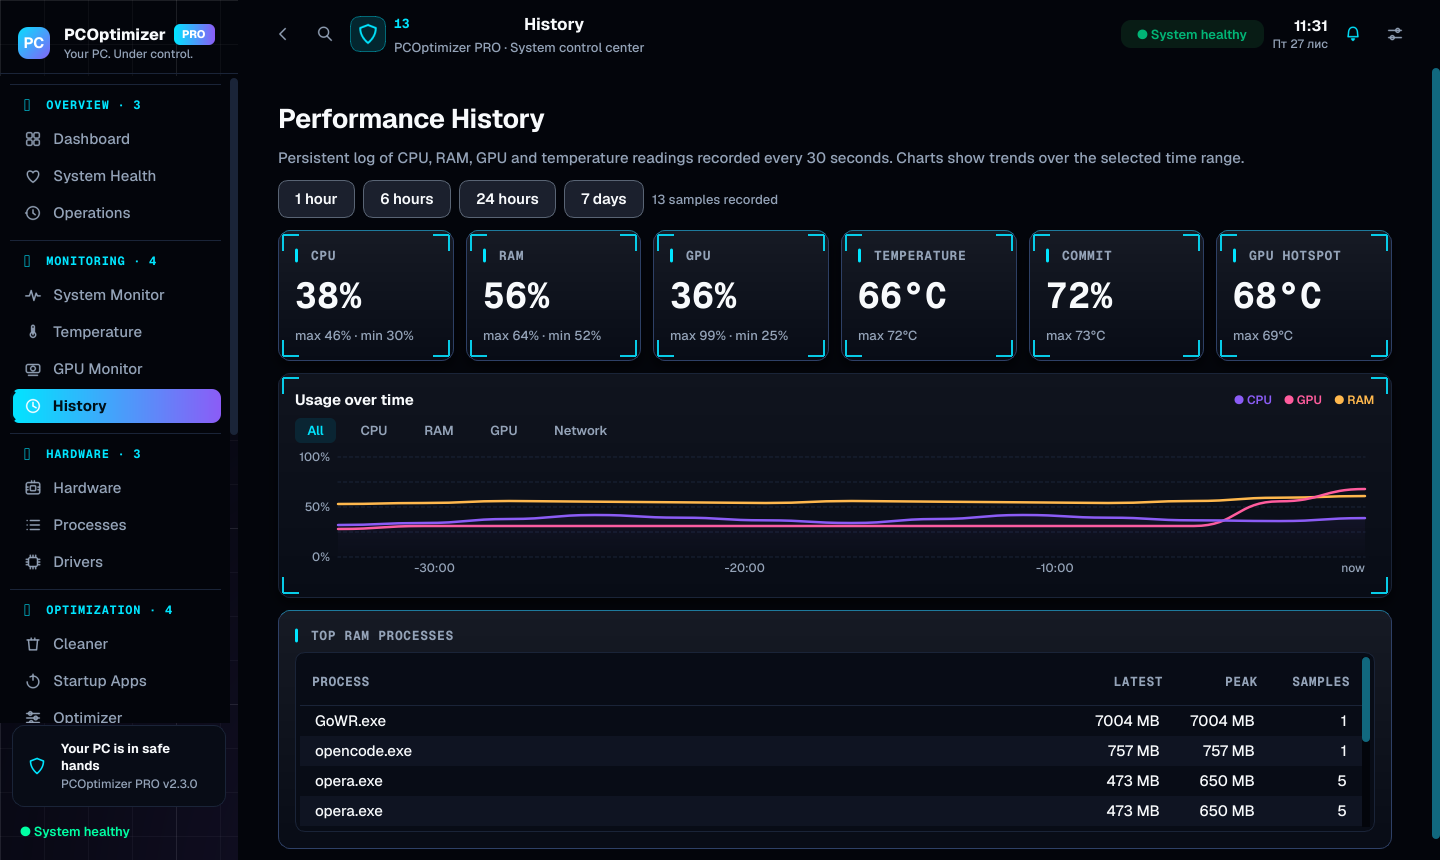 PC
PCOptimizer PRO
Your PC. Under control.
OVERVIEW · 3
Dashboard
System Health
Operations
MONITORING · 4
System Monitor
Temperature
GPU Monitor
History
HARDWARE · 3
Hardware
Processes
Drivers
OPTIMIZATION · 4
Cleaner
Startup Apps
Optimizer
Your PC is in safe
hands
PCOptimizer PRO v2.3.0
System healthy
13
History
PCOptimizer PRO · System control center
System healthy
11:31
Пт 27 лис
Performance History
Persistent log of CPU, RAM, GPU and temperature readings recorded every 30 seconds. Charts show trends over the selected time range.
1 hour 6 hours 24 hours 7 days 13 samples recorded
CPU
38%
max 46% · min 30%
RAM
56%
max 64% · min 52%
GPU
36%
max 99% · min 25%
TEMPERATURE
66°C
max 72°C
COMMIT
72%
max 73°C
GPU HOTSPOT
68°C
max 69°C
Usage over time
CPU GPU RAM
All CPU RAM GPU Network
100%
50%
0%
-30:00 -20:00 -10:00 now
TOP RAM PROCESSES
PROCESS LATEST PEAK SAMPLES
GoWR.exe 7004 MB 7004 MB 1
opencode.exe 757 MB 757 MB 1
opera.exe 473 MB 650 MB 5
opera.exe 473 MB 650 MB 5